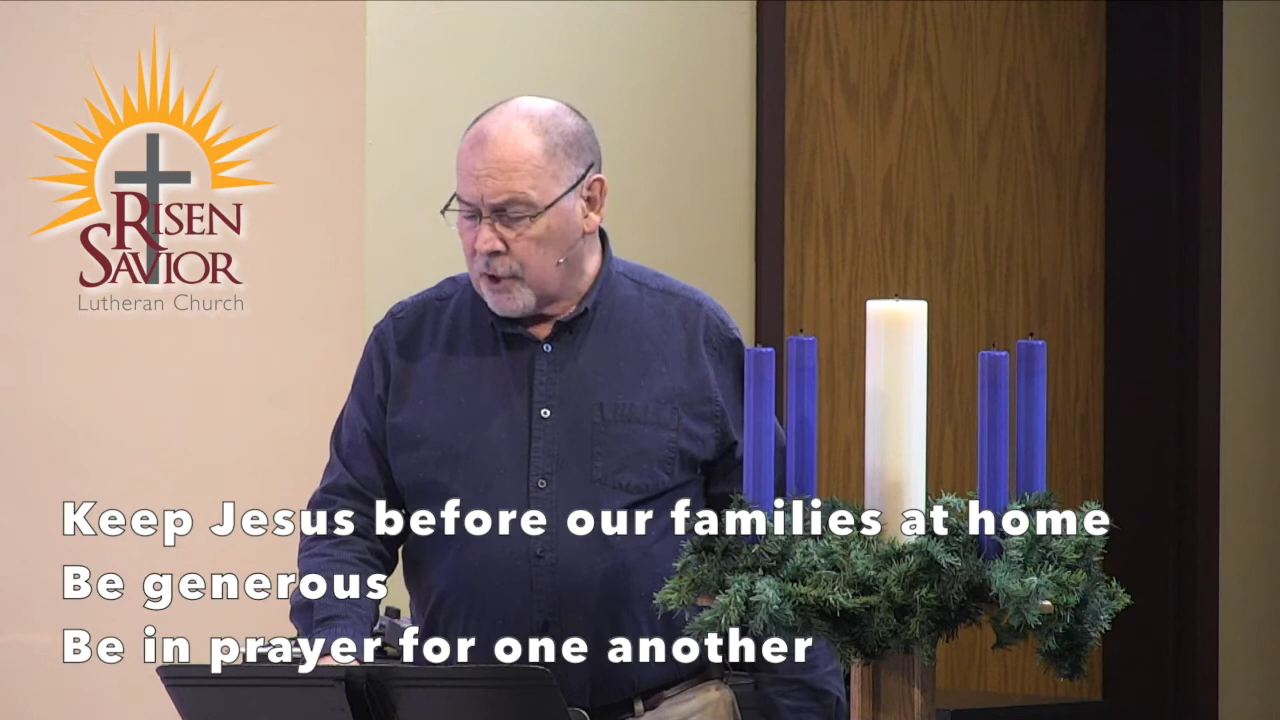 RISEN
SAVIOR
Lutheran Church
Keep Jesus before our families at home
Be generous
Be in prayer for one another